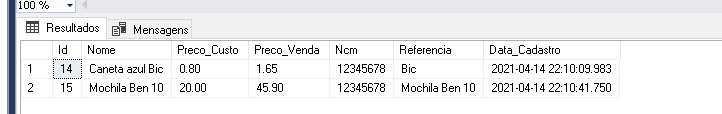 100 %
Resultados Mensagens
Id Nome Preco_Custo Preco_Venda Ncm Referencia Data_Cadastro
1 14 Caneta azul Bic 0.80 1.65 12345678 Bic 2021-04-14 22:10:09.983
2 15 Mochila Ben 10 20.00 45.90 12345678 Mochila Ben 10 2021-04-14 22:10:41.750